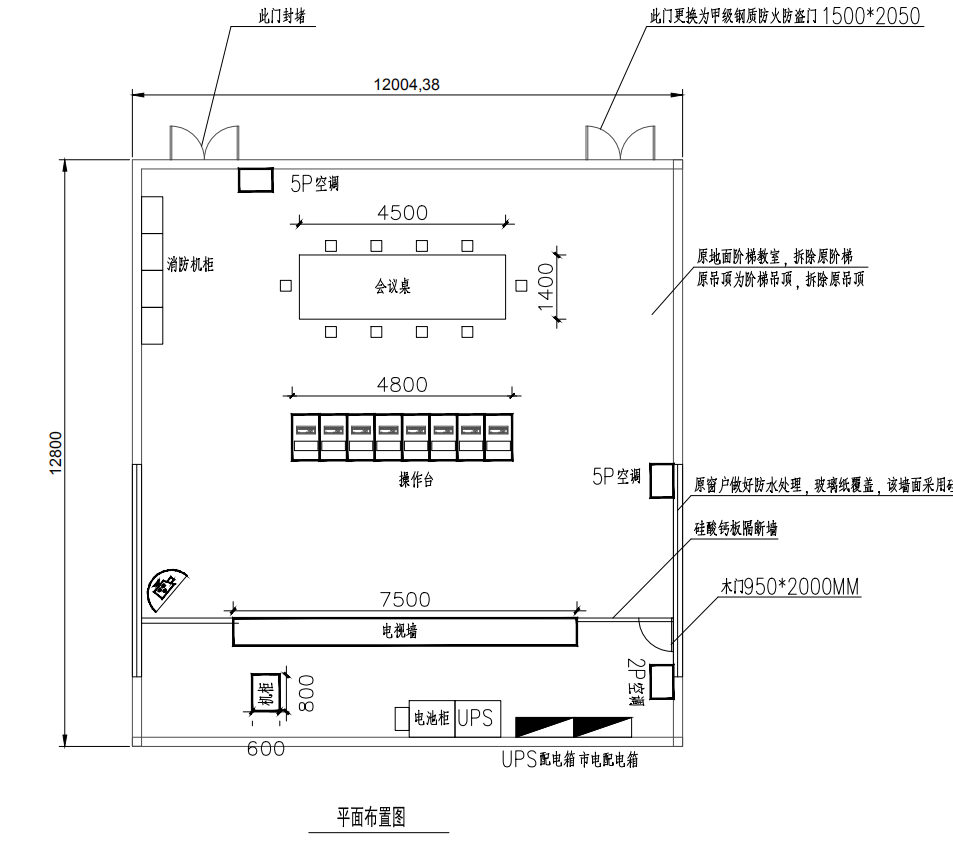 此门封堵
此门更换为甲级钢质防火防盗门 1500*2050
12004,38
5P空调
4500
消防机柜
会议桌
1400
原地面阶梯教室，拆除原阶梯
原吊顶为阶梯吊顶，拆除原吊顶
4800
12800
操作台
5P空调
原窗户做好防水处理，玻璃纸覆盖，该墙面采用硅
硅酸钙板隔断墙
木门950*2000MM
7500
电视墙
2P空调
机柜
800
电池柜
UPS
600
UPS配电箱
市电配电箱
平面布置图